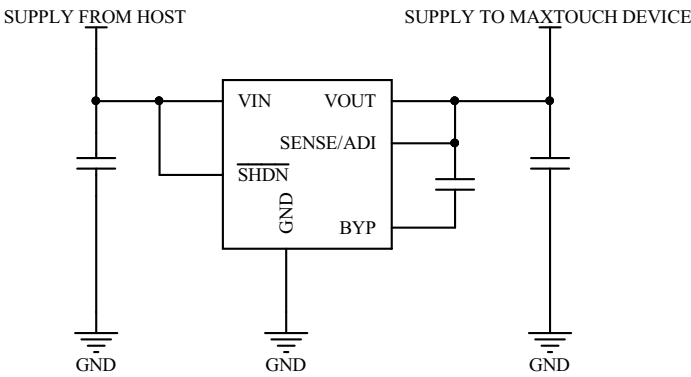 SUPPLY FROM HOST
SUPPLY TO MAXTOUCH DEVICE
VIN
VOUT
SENSE/ADI
SHDN
GND
BYP
GND
GND
GND